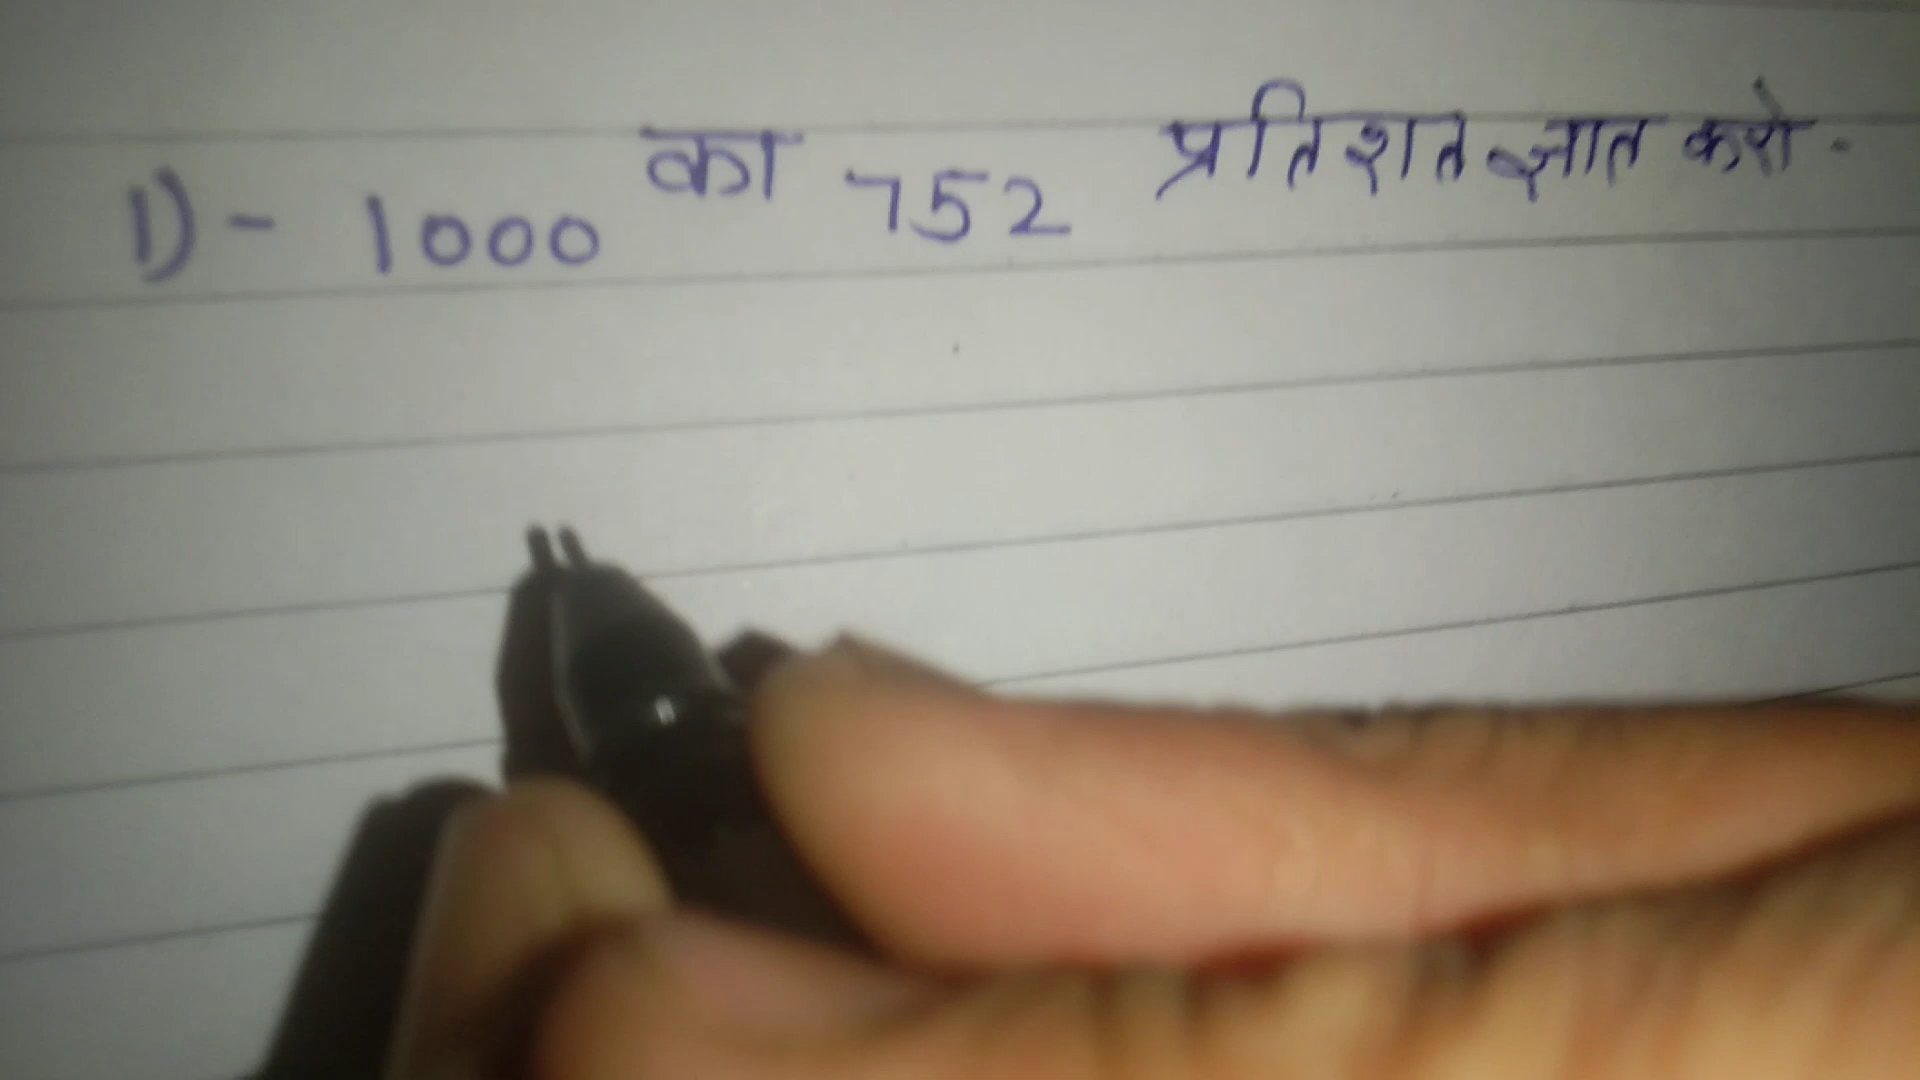 1) - 1000 का 752 प्रतिशत ज्ञात करो -